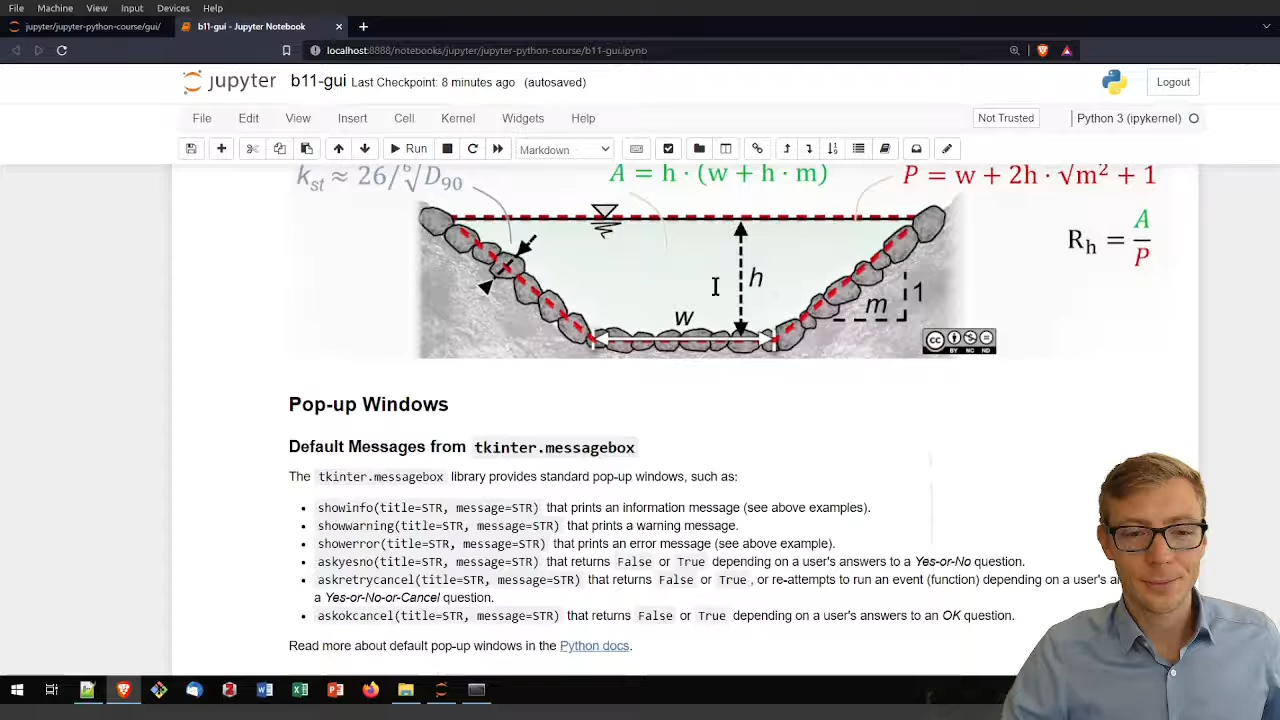 File Machine View Input Devices Help
jupyter/jupyter-python-course/gui/
b11-gui - Jupyter Notebook
localhost:8888/notebooks/jupyter/jupyter-python-course/b11-gui.ipynb
jupyter b11-gui Last Checkpoint: 8 minutes ago (autosaved) Logout
File Edit View Insert Cell Kernel Widgets Help Not Trusted Python 3 (ipykernel)
Run Markdown
k_st ≈ 26/⁶√D₉₀ A = h · (w + h · m) P = w + 2h · √m² + 1
R_h = A/P
h
m 1
w
CC BY NC ND
Pop-up Windows
Default Messages from tkinter.messagebox
The tkinter.messagebox library provides standard pop-up windows, such as:
• showinfo(title=STR, message=STR) that prints an information message (see above examples).
• showwarning(title=STR, message=STR) that prints a warning message.
• showerror(title=STR, message=STR) that prints an error message (see above example).
• askyesno(title=STR, message=STR) that returns False or True depending on a user's answers to a Yes-or-No question.
• askretrycancel(title=STR, message=STR) that returns False or True, or re-attempts to run an event (function) depending on a user's
a Yes-or-No-or-Cancel question.
• askokcancel(title=STR, message=STR) that returns False or True depending on a user's answers to an OK question.
Read more about default pop-up windows in the Python docs.